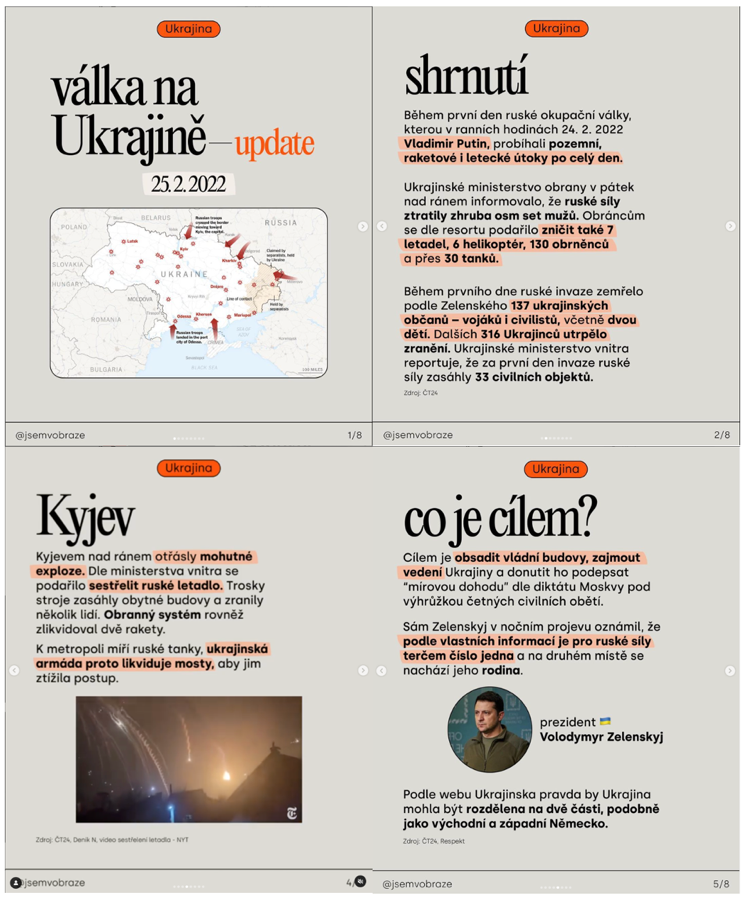 Ukrajina
válka na
Ukrajině—update
25. 2. 2022
BELARUS
RUSSIA
POLAND
Russian troops
crossed the border
moving toward
Kyiv, the capital.
Lutsk
Kyiv
Kharkiv
Claimed by
separatists, held by
Ukraine
SLOVAKIA
UKRAINE
HUNGARY
Dnipro
Line of contact
MOLDOVA
Held by
separatists
Odessa
Kherson
Mariupol
ROMANIA
Russian troops
landed in the port
city of Odessa.
CRIMEA
BULGARIA
BLACK SEA
@jsemvobraze
1/8
Ukrajina
shrnutí
Během první den ruské okupační války,
kterou v ranních hodinách 24. 2. 2022
Vladimir Putin, probíhali pozemní,
raketové i letecké útoky po celý den.
Ukrajinské ministerstvo obrany v pátek
nad ránem informovalo, že ruské síly
ztratily zhruba osm set mužů. Obráncům
se dle resortu podařilo zničit také 7
letadel, 6 helikoptér, 130 obrněnců
a přes 30 tanků.
Během prvního dne ruské invaze zemřelo
podle Zelenského 137 ukrajinských
občanů – vojáků i civilistů, včetně dvou
dětí. Dalších 316 Ukrajinců utrpělo
zranění. Ukrajinské ministerstvo vnitra
reportuje, že za první den invaze ruské
síly zasáhly 33 civilních objektů.
Zdroj: ČT24
@jsemvobraze
2/8
Ukrajina
Kyjev
Kyjevem nad ránem otřásly mohutné
exploze. Dle ministerstva vnitra se
podařilo sestřelit ruské letadlo. Trosky
stroje zasáhly obytné budovy a zranily
několik lidí. Obranný systém rovněž
zlikvidoval dvě rakety.
K metropoli míří ruské tanky, ukrajinská
armáda proto likviduje mosty, aby jim
ztížila postup.
Zdroj: ČT24, Deník N, video sestřelení letadla - NYT
@jsemvobraze
4/
Ukrajina
co je cílem?
Cílem je obsadit vládní budovy, zajmout
vedení Ukrajiny a donutit ho podepsat
“mírovou dohodu” dle diktátu Moskvy pod
výhrůžkou četných civilních obětí.
Sám Zelenskyj v nočním projevu oznámil, že
podle vlastních informací je pro ruské síly
terčem číslo jedna a na druhém místě se
nachází jeho rodina.
prezident
Volodymyr Zelenskyj
Podle webu Ukrajinska pravda by Ukrajina
mohla být rozdělena na dvě části, podobně
jako východní a západní Německo.
Zdroj: ČT24, Respekt
@jsemvobraze
5/8